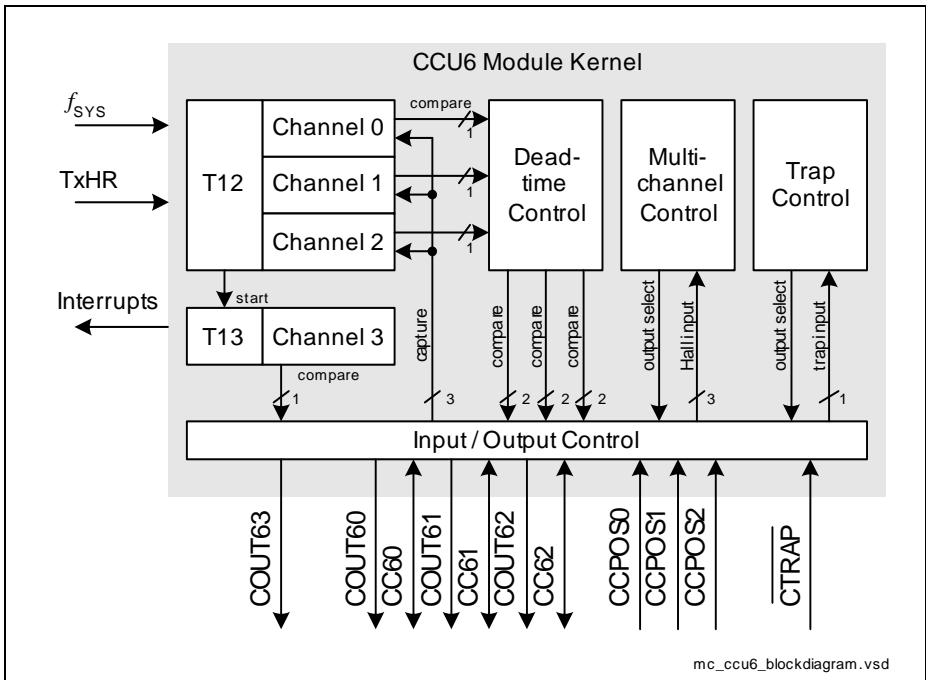 CCU6 Module Kernel
fSYS
TxHR
Interrupts
T12
Channel 0
Channel 1
Channel 2
compare
1
1
1
Dead-
time
Control
Multi-
channel
Control
Trap
Control
start
T13
Channel 3
compare
1
capture
3
compare
2
compare
2
compare
2
output select
Hall input
3
output select
trap input
1
Input / Output Control
COUT63
COUT60
CC60
COUT61
CC61
COUT62
CC62
CCPOS0
CCPOS1
CCPOS2
CTRAP
mc_ccu6_blockdiagram.vsd